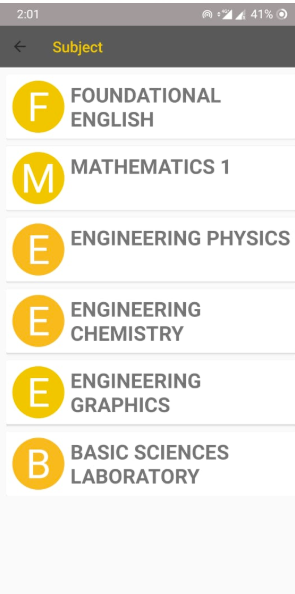 2:01 41%
Subject
F FOUNDATIONAL
ENGLISH
M MATHEMATICS 1
E ENGINEERING PHYSICS
E ENGINEERING
CHEMISTRY
E ENGINEERING
GRAPHICS
B BASIC SCIENCES
LABORATORY